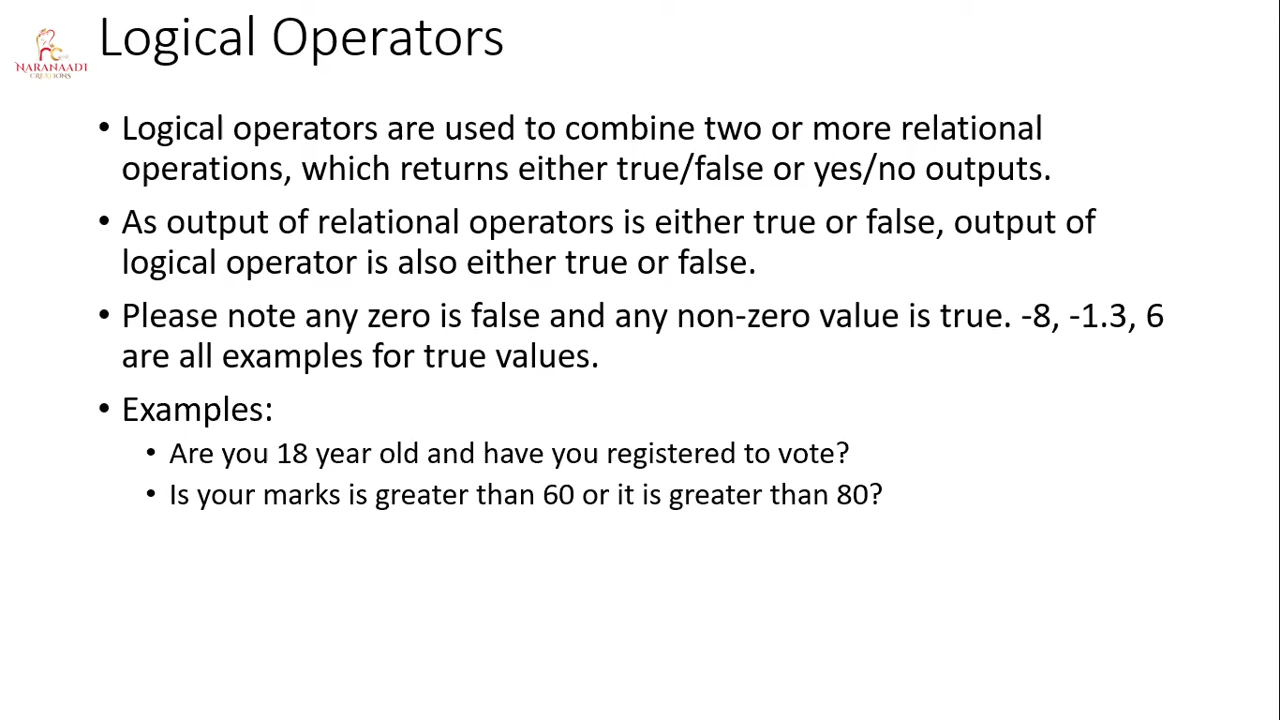 Logical Operators
NARANAADI
CREATIONS
• Logical operators are used to combine two or more relational
operations, which returns either true/false or yes/no outputs.
• As output of relational operators is either true or false, output of
logical operator is also either true or false.
• Please note any zero is false and any non-zero value is true. -8, -1.3, 6
are all examples for true values.
• Examples:
• Are you 18 year old and have you registered to vote?
• Is your marks is greater than 60 or it is greater than 80?